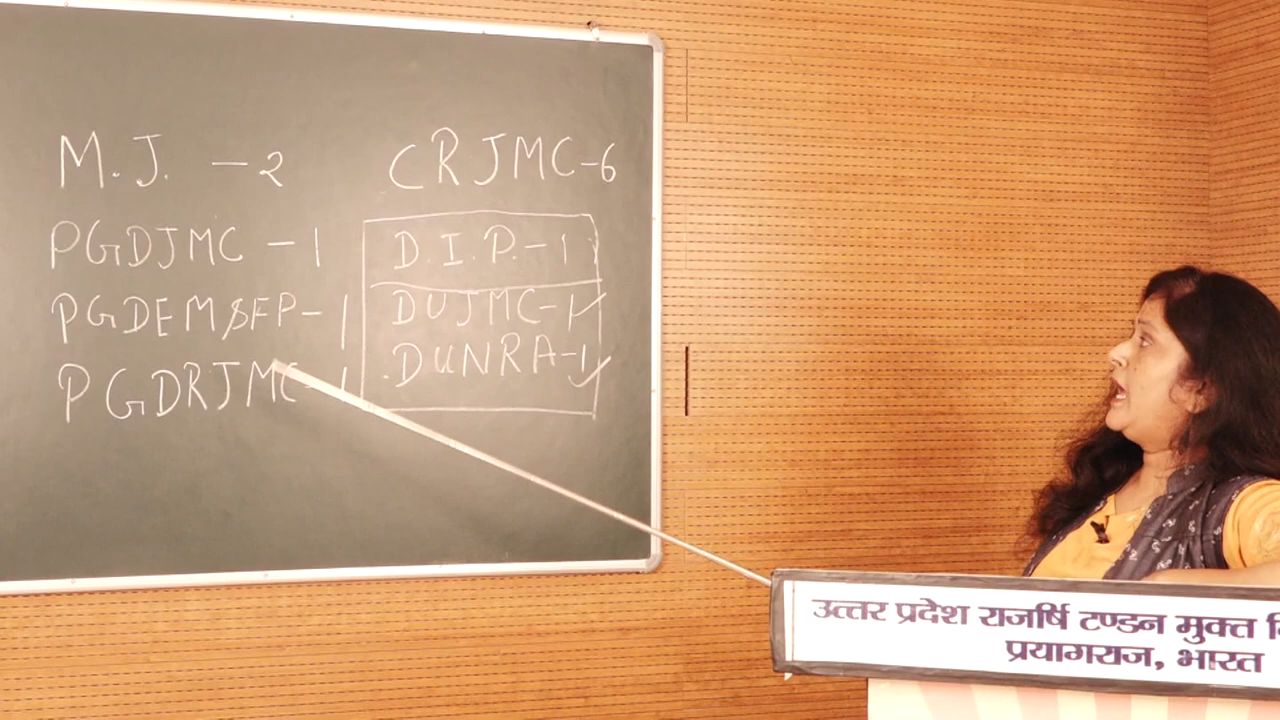 M.J. - 2
PGDJMC - 1
PGDEM&FP - 1
PGDRJMC - 1
CRJMC - 6
D.I.P. - 1
DUJMC - 1
DUNRA - 1
उत्तर प्रदेश राजर्षि टण्डन मुक्त
प्रयागराज, भारत